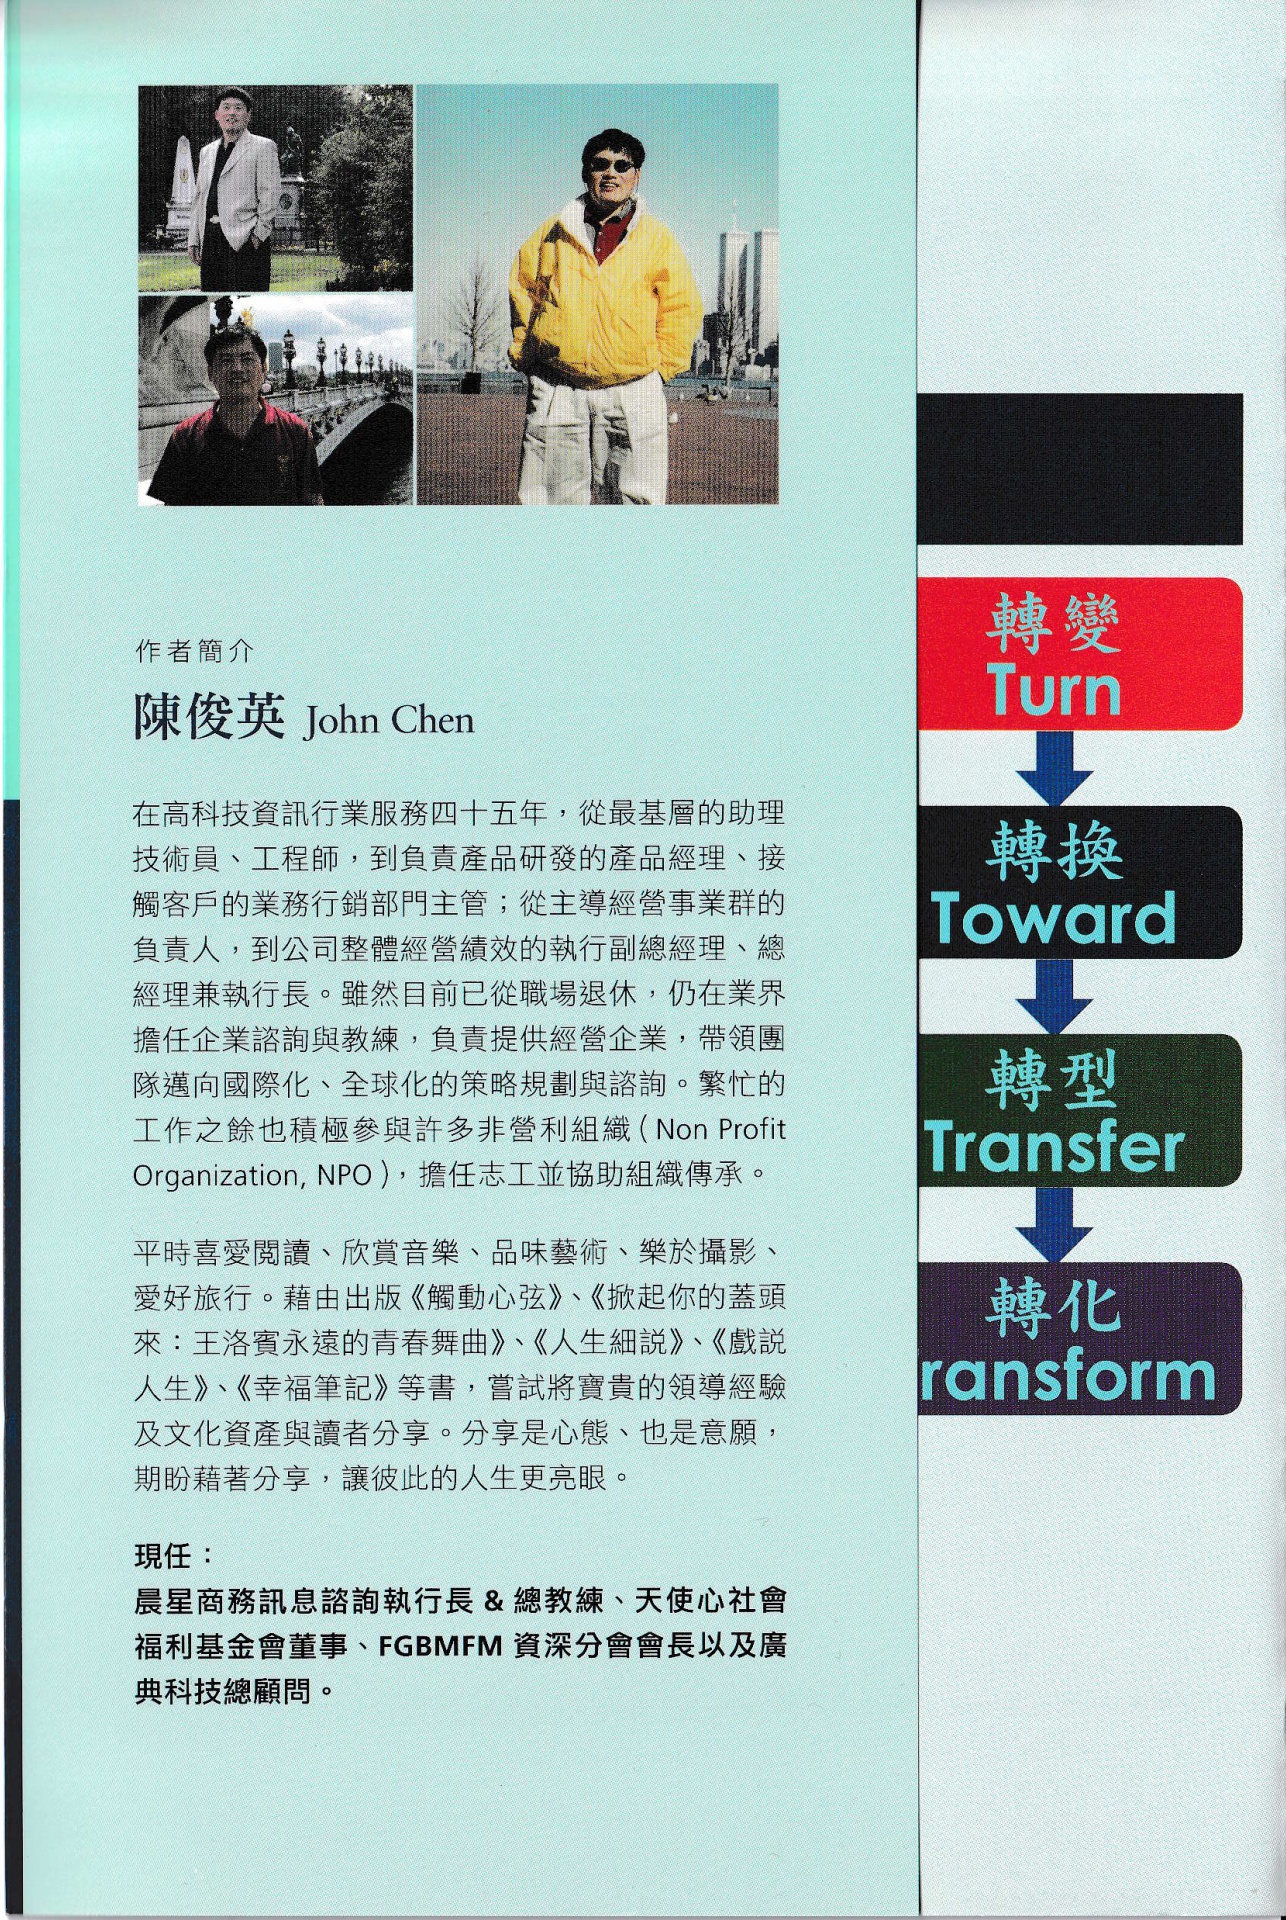 作者簡介
陳俊英 John Chen
在高科技資訊行業服務四十五年，從最基層的助理
技術員、工程師，到負責產品研發的產品經理、接
觸客戶的業務行銷部門主管；從主導經營事業群的
負責人，到公司整體經營績效的執行副總經理、總
經理兼執行長。雖然目前已從職場退休，仍在業界
擔任企業諮詢與教練，負責提供經營企業，帶領團
隊邁向國際化、全球化的策略規劃與諮詢。繁忙的
工作之餘也積極參與許多非營利組織（Non Profit
Organization, NPO），擔任志工並協助組織傳承。
平時喜愛閱讀、欣賞音樂、品味藝術、樂於攝影、
愛好旅行。藉由出版《觸動心弦》、《掀起你的蓋頭
來：王洛賓永遠的青春舞曲》、《人生細説》、《戲説
人生》、《幸福筆記》等書，嘗試將寶貴的領導經驗
及文化資產與讀者分享。分享是心態、也是意願，
期盼藉著分享，讓彼此的人生更亮眼。
現任：
晨星商務訊息諮詢執行長 & 總教練、天使心社會
福利基金會董事、FGBMFM 資深分會會長以及廣
典科技總顧問。
轉變
Turn
轉換
Toward
轉型
Transfer
轉化
ransform